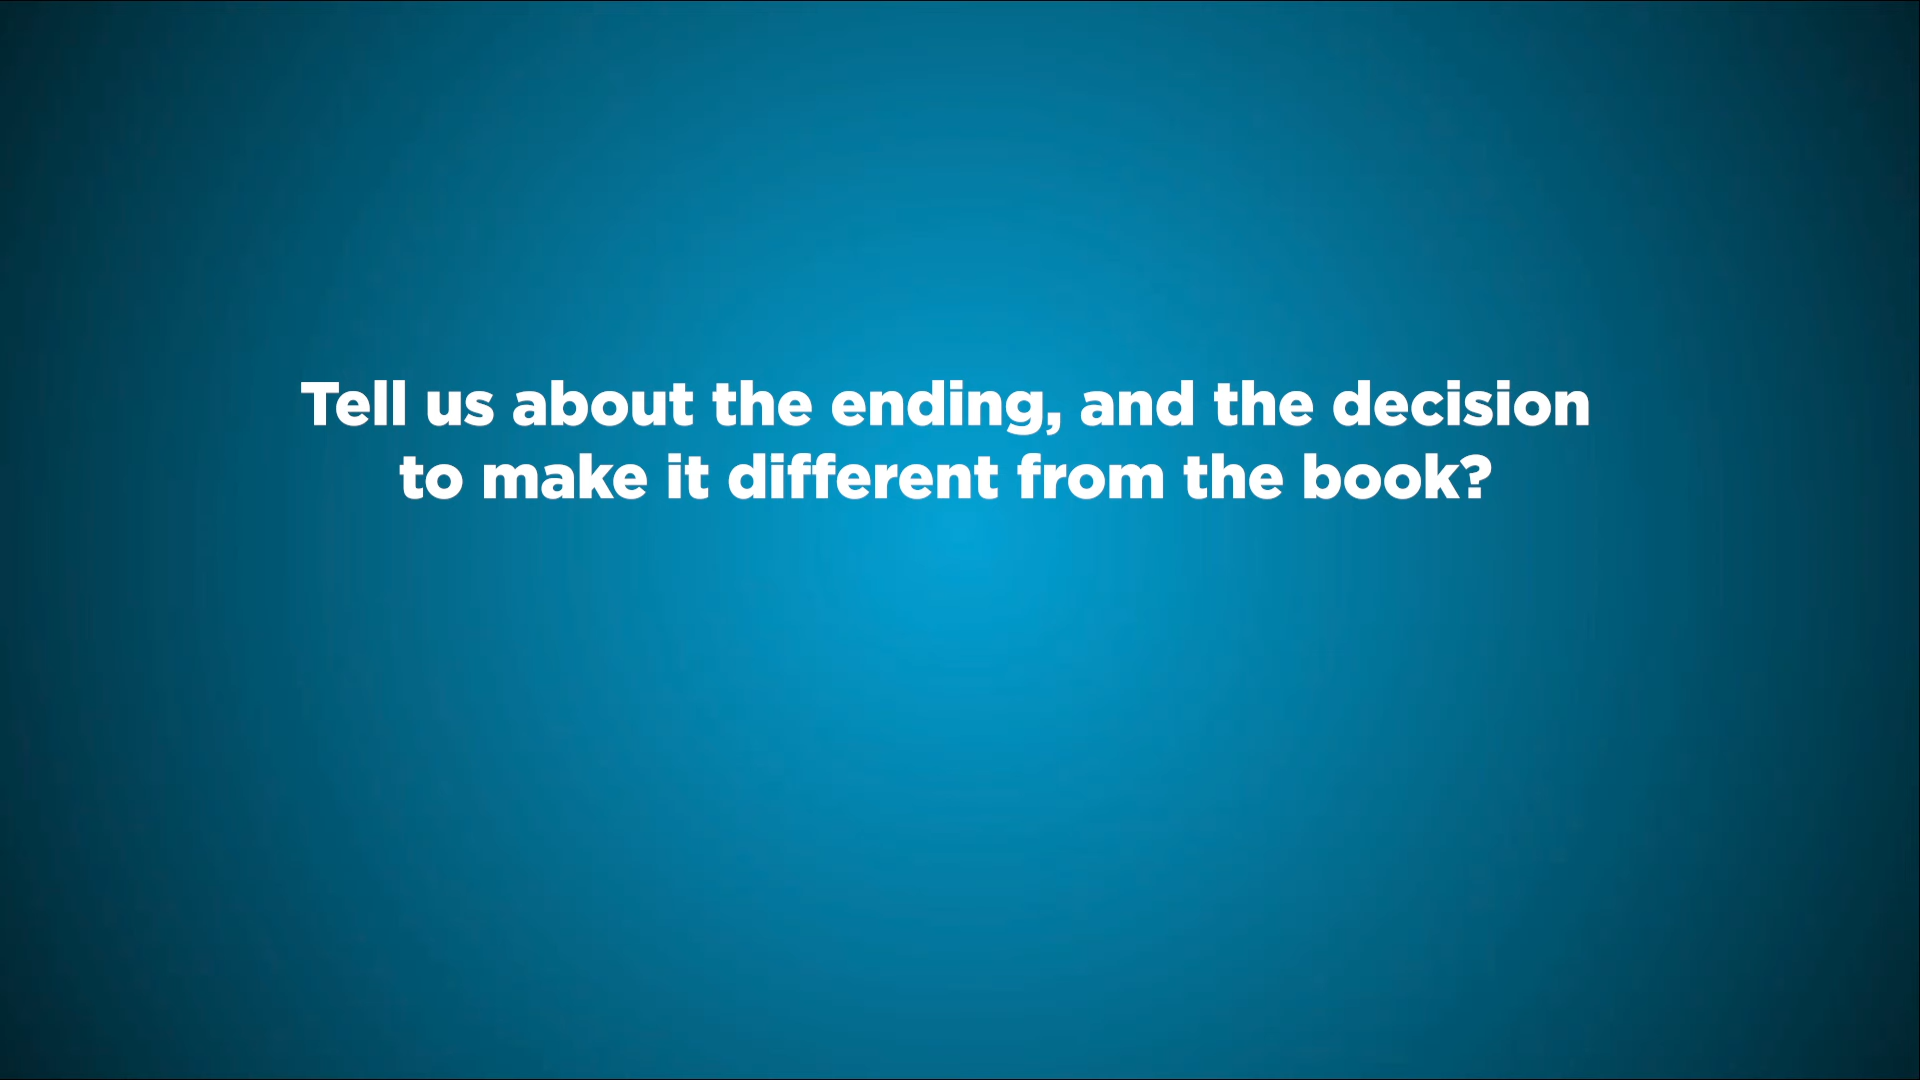 Tell us about the ending, and the decision
to make it different from the book?